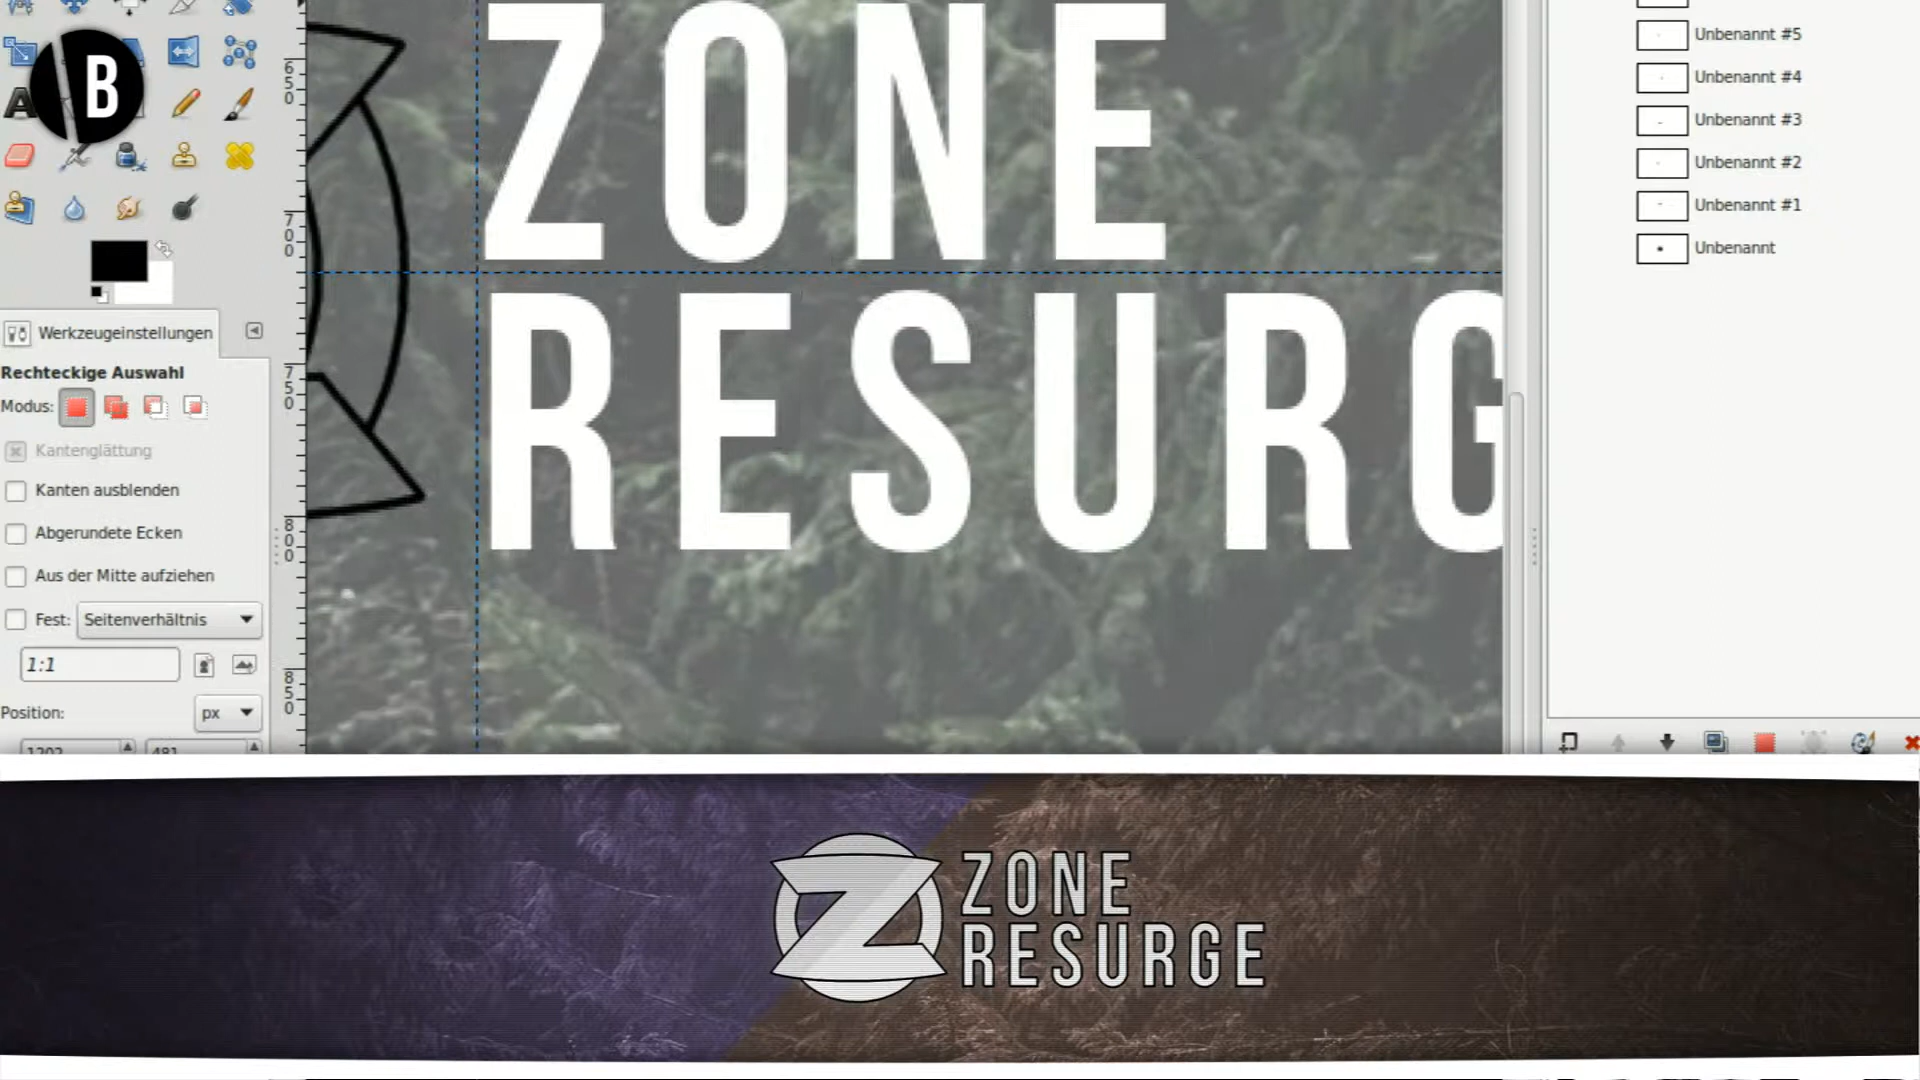 B
A
Werkzeugeinstellungen
Rechteckige Auswahl
Modus:
Kantenglättung
Kanten ausblenden
Abgerundete Ecken
Aus der Mitte aufziehen
Fest: Seitenverhältnis
1:1
Position: px
650
700
750
800
850
ZONE
RESURG
Unbenannt #5
Unbenannt #4
Unbenannt #3
Unbenannt #2
Unbenannt #1
Unbenannt
Z
ZONE
RESURGE